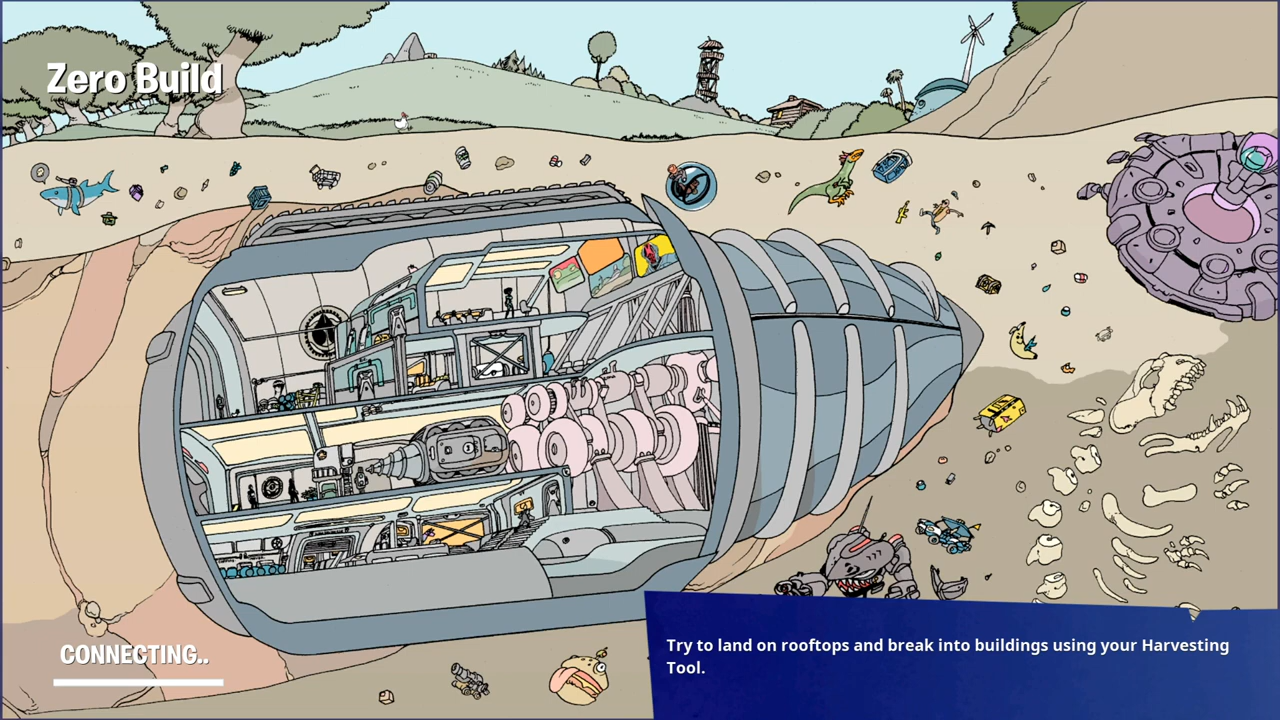 Zero Build
CONNECTING..
Try to land on rooftops and break into buildings using your Harvesting
Tool.